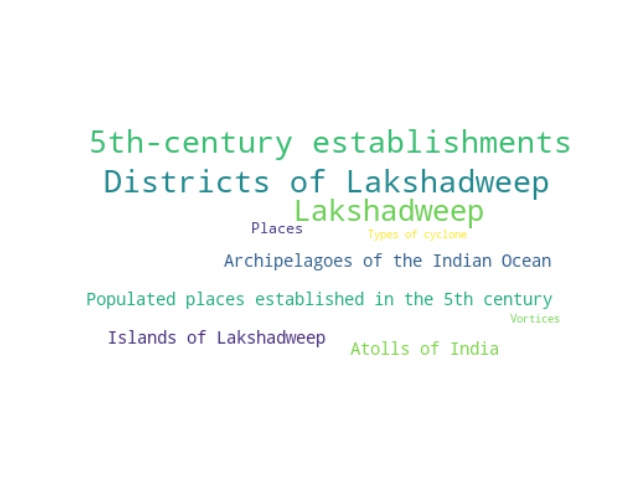 5th-century establishments
Districts of Lakshadweep
Lakshadweep
Places
Types of cyclone
Archipelagoes of the Indian Ocean
Populated places established in the 5th century
Vortices
Islands of Lakshadweep
Atolls of India